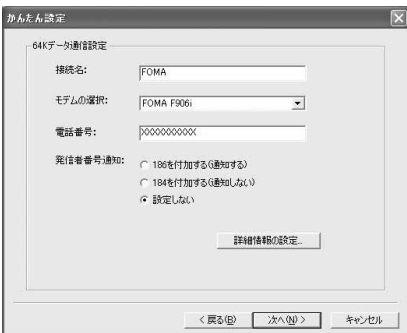 かんたん設定
64Kデータ通信設定
接続名: FOMA
モデムの選択: FOMA F906i
電話番号: XXXXXXXXXX
発信者番号通知: 186を付加する(通知する)
184を付加する(通知しない)
設定しない
詳細情報の設定...
< 戻る(B) 次へ(N) > キャンセル